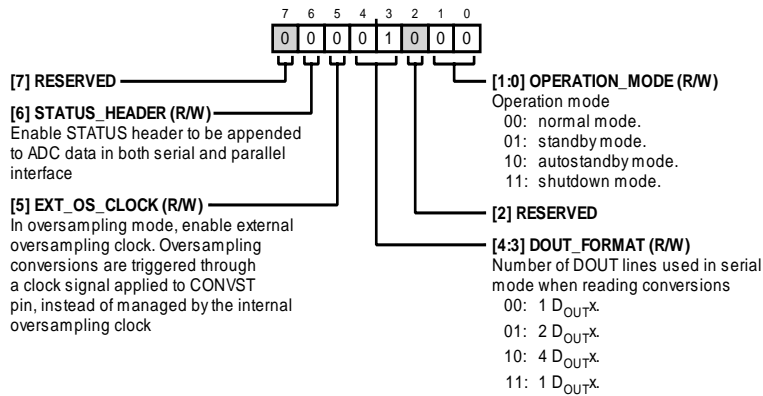 7 6 5 4 3 2 1 0
0 0 0 0 1 0 0 0
[7] RESERVED
[6] STATUS_HEADER (R/W)
Enable STATUS header to be appended
to ADC data in both serial and parallel
interface
[5] EXT_OS_CLOCK (R/W)
In oversampling mode, enable external
oversampling clock. Oversampling
conversions are triggered through
a clock signal applied to CONVST
pin, instead of managed by the internal
oversampling clock
[1:0] OPERATION_MODE (R/W)
Operation mode
00: normal mode.
01: standby mode.
10: autostandby mode.
11: shutdown mode.
[2] RESERVED
[4:3] DOUT_FORMAT (R/W)
Number of DOUT lines used in serial
mode when reading conversions
00: 1 DOUTx.
01: 2 DOUTx.
10: 4 DOUTx.
11: 1 DOUTx.